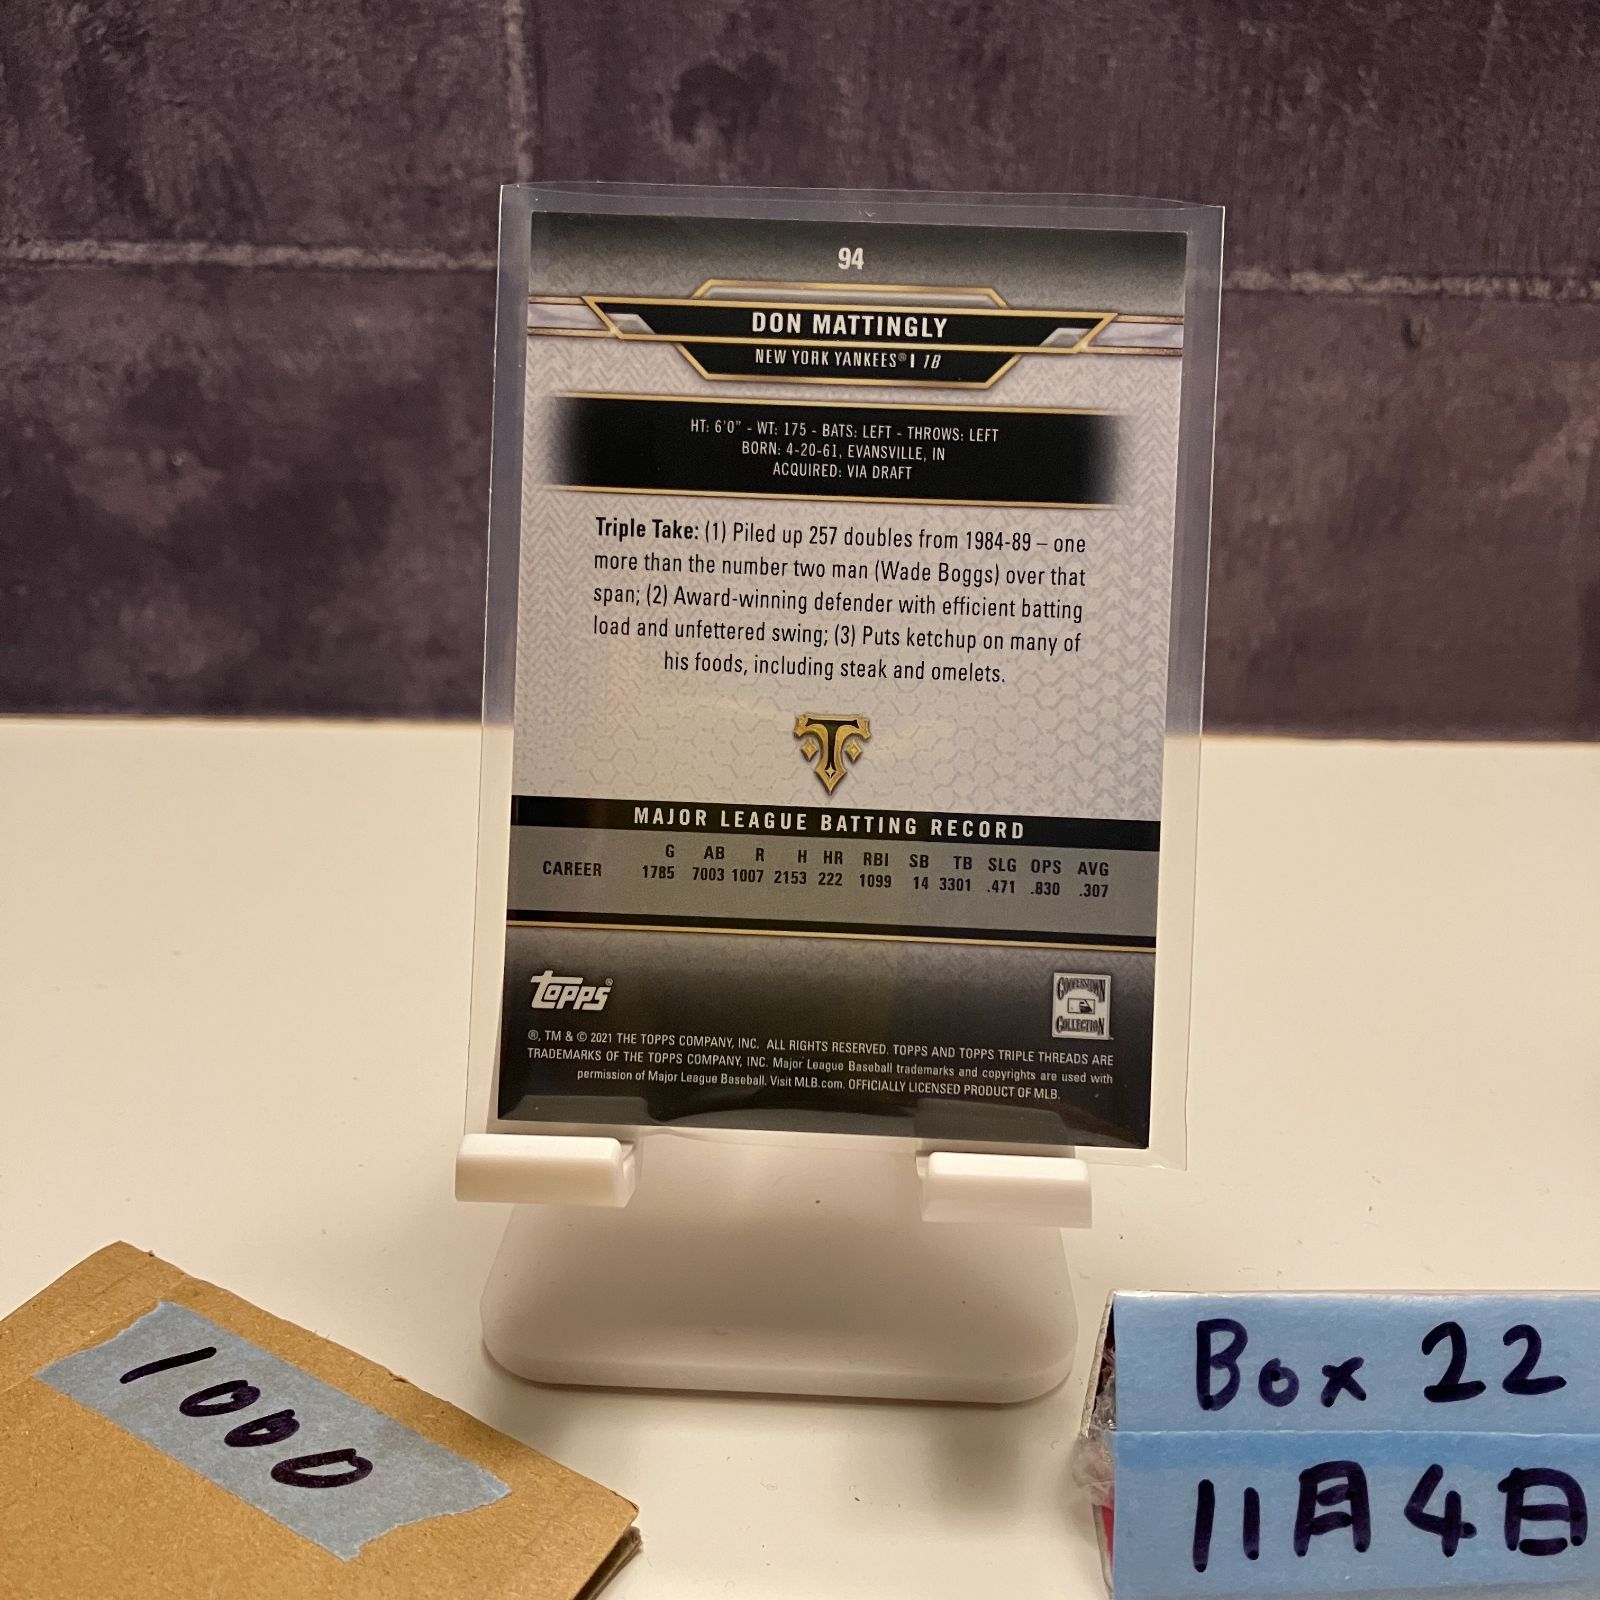 94
DON MATTINGLY
NEW YORK YANKEES® | 1B
HT: 6'0" - WT: 175 - BATS: LEFT - THROWS: LEFT
BORN: 4-20-61, EVANSVILLE, IN
ACQUIRED: VIA DRAFT
Triple Take: (1) Piled up 257 doubles from 1984-89 – one
more than the number two man (Wade Boggs) over that
span; (2) Award-winning defender with efficient batting
load and unfettered swing; (3) Puts ketchup on many of
his foods, including steak and omelets.
T
MAJOR LEAGUE BATTING RECORD
G AB R H HR RBI SB TB SLG OPS AVG
CAREER 1785 7003 1007 2153 222 1099 14 3301 .471 .830 .307
topps®
COOPERSTOWN
COLLECTION
®, TM & © 2021 THE TOPPS COMPANY, INC. ALL RIGHTS RESERVED. TOPPS AND TOPPS TRIPLE THREADS ARE
TRADEMARKS OF THE TOPPS COMPANY, INC. Major League Baseball trademarks and copyrights are used with
permission of Major League Baseball. Visit MLB.com. OFFICIALLY LICENSED PRODUCT OF MLB.
1000
Box 22
11月4日